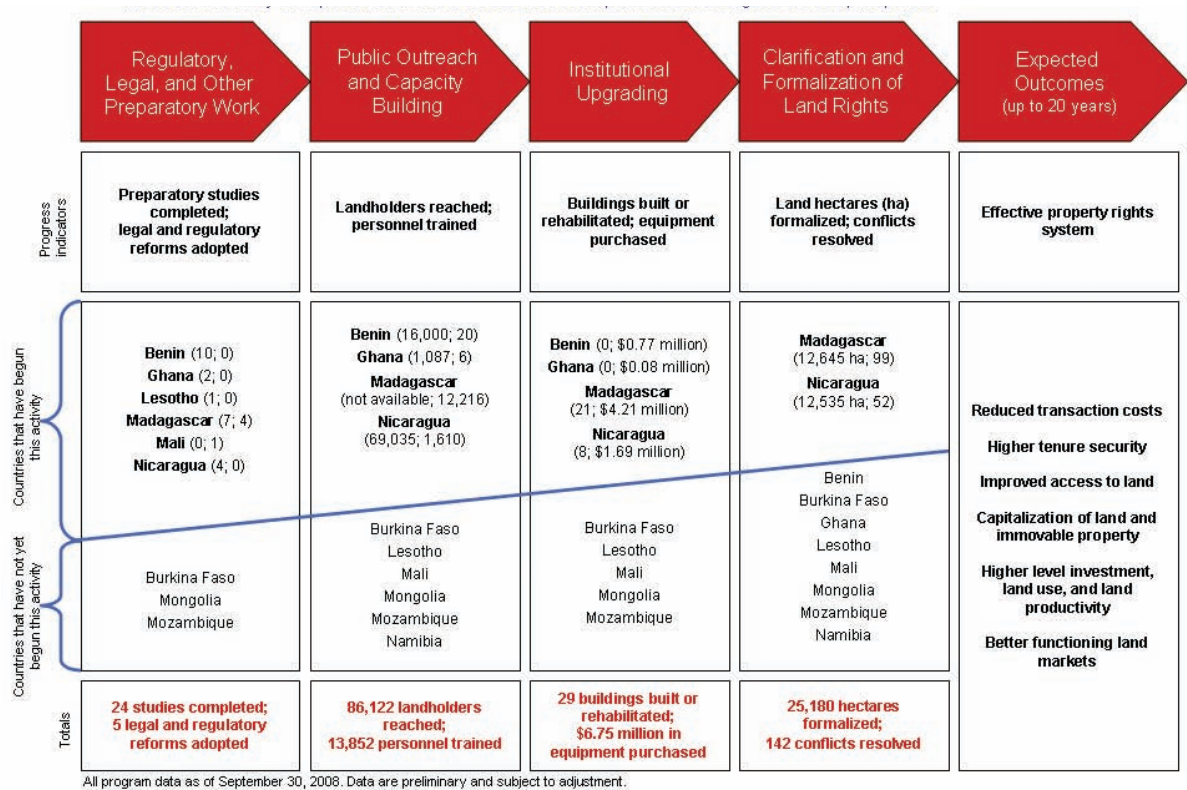 Regulatory,
Legal, and Other
Preparatory Work
Public Outreach
and Capacity
Building
Institutional
Upgrading
Clarification and
Formalization of
Land Rights
Expected
Outcomes
(up to 20 years)
Progress
indicators
Preparatory studies
completed;
legal and regulatory
reforms adopted
Landholders reached;
personnel trained
Buildings built or
rehabilitated; equipment
purchased
Land hectares (ha)
formalized; conflicts
resolved
Effective property rights
system
Countries that have begun
this activity
Benin (10; 0)
Ghana (2; 0)
Lesotho (1; 0)
Madagascar (7; 4)
Mali (0; 1)
Nicaragua (4; 0)
Benin (16,000; 20)
Ghana (1,087; 6)
Madagascar
(not available; 12,216)
Nicaragua
(69,035; 1,610)
Benin (0; $0.77 million)
Ghana (0; $0.08 million)
Madagascar
(21; $4.21 million)
Nicaragua
(8; $1.69 million)
Madagascar
(12,645 ha; 99)
Nicaragua
(12,535 ha; 52)
Countries that have not yet
begun this activity
Burkina Faso
Mongolia
Mozambique
Burkina Faso
Lesotho
Mali
Mongolia
Mozambique
Namibia
Burkina Faso
Lesotho
Mali
Mongolia
Mozambique
Benin
Burkina Faso
Ghana
Lesotho
Mali
Mongolia
Mozambique
Namibia
Reduced transaction costs
Higher tenure security
Improved access to land
Capitalization of land and
immovable property
Higher level investment,
land use, and land
productivity
Better functioning land
markets
Totals
24 studies completed;
5 legal and regulatory
reforms adopted
86,122 landholders
reached;
13,852 personnel trained
29 buildings built or
rehabilitated;
$6.75 million in
equipment purchased
25,180 hectares
formalized;
142 conflicts resolved
All program data as of September 30, 2008. Data are preliminary and subject to adjustment.